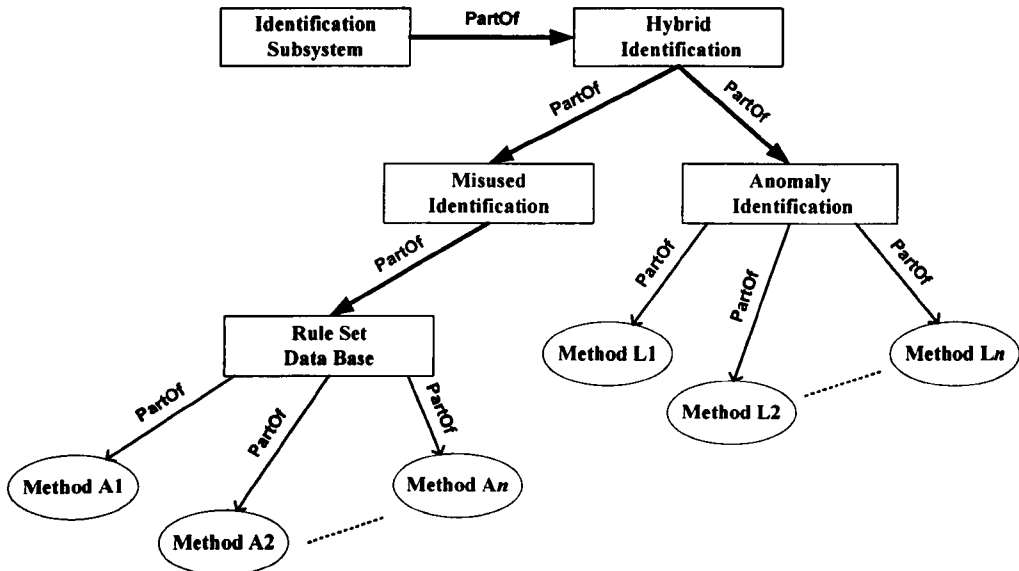 Identification
Subsystem
PartOf
Hybrid
Identification
PartOf
PartOf
Misused
Identification
Anomaly
Identification
PartOf
PartOf
PartOf
PartOf
Rule Set
Data Base
Method L1
Method L2
Method Ln
PartOf
PartOf
PartOf
Method A1
Method A2
Method An